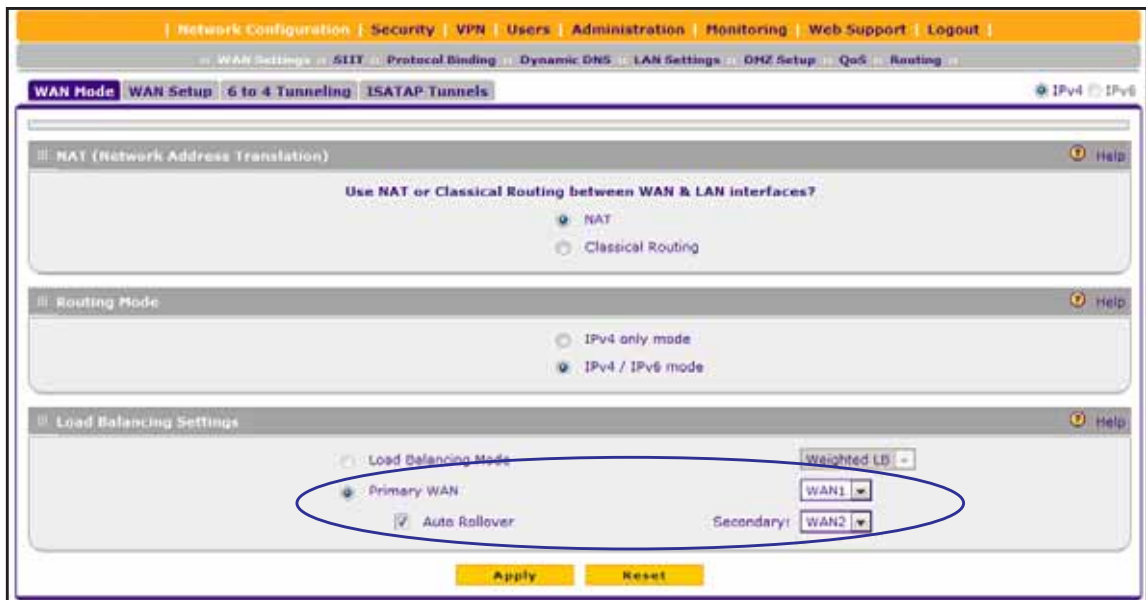 Network Configuration | Security | VPN | Users | Administration | Monitoring | Web Support | Logout |
WAN Settings :: SIIT :: Protocol Binding :: Dynamic DNS :: LAN Settings :: DMZ Setup :: QoS :: Routing ::
WAN Mode WAN Setup 6 to 4 Tunneling ISATAP Tunnels IPv4 IPv6
NAT (Network Address Translation) Help
Use NAT or Classical Routing between WAN & LAN interfaces?
NAT
Classical Routing
Routing Mode Help
IPv4 only mode
IPv4 / IPv6 mode
Load Balancing Settings Help
Load Balancing Mode Weighted LB
Primary WAN WAN1
Auto Rollover Secondary: WAN2
Apply Reset